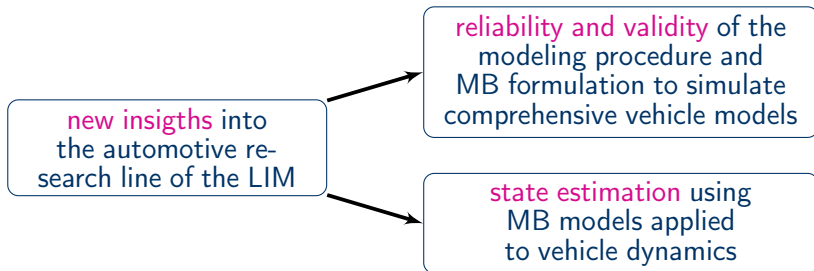 new insigths into
the automotive re-
search line of the LIM
reliability and validity of the
modeling procedure and
MB formulation to simulate
comprehensive vehicle models
state estimation using
MB models applied
to vehicle dynamics